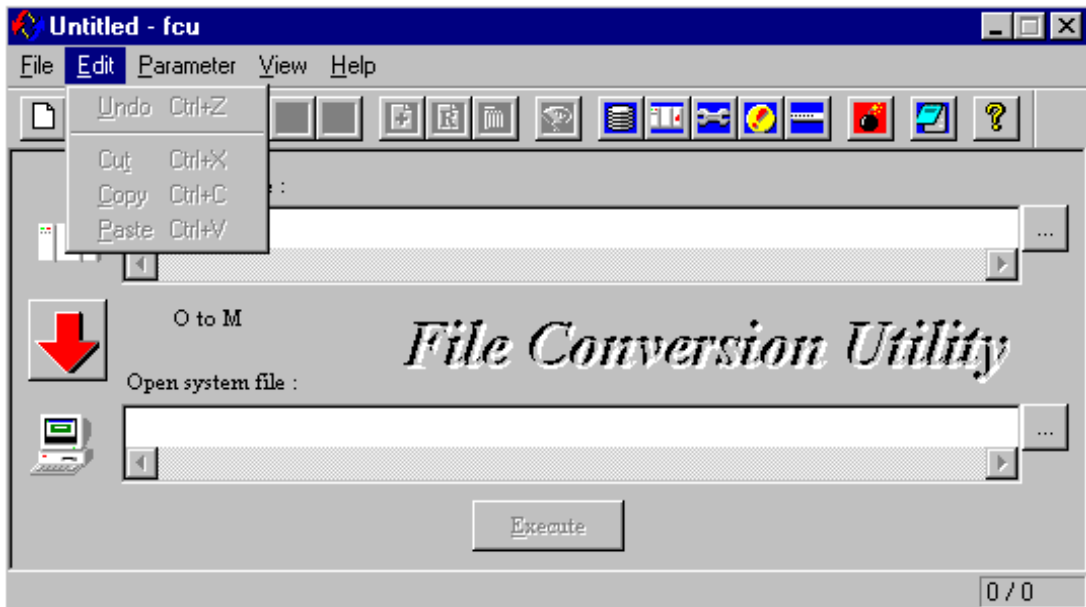 Untitled - fcu
File Edit Parameter View Help
Undo Ctrl+Z
Cut Ctrl+X
Copy Ctrl+C
Paste Ctrl+V
:
...
O to M
File Conversion Utility
Open system file :
...
Execute
0 / 0